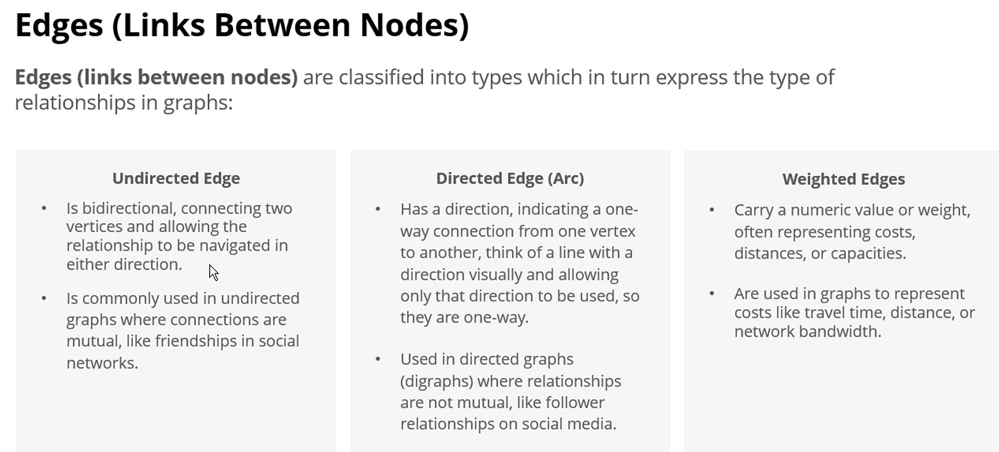 Edges (Links Between Nodes)
Edges (links between nodes) are classified into types which in turn express the type of
relationships in graphs:
Undirected Edge
• Is bidirectional, connecting two
vertices and allowing the
relationship to be navigated in
either direction.
• Is commonly used in undirected
graphs where connections are
mutual, like friendships in social
networks.
Directed Edge (Arc)
• Has a direction, indicating a one-
way connection from one vertex
to another, think of a line with a
direction visually and allowing
only that direction to be used, so
they are one-way.
• Used in directed graphs
(digraphs) where relationships
are not mutual, like follower
relationships on social media.
Weighted Edges
• Carry a numeric value or weight,
often representing costs,
distances, or capacities.
• Are used in graphs to represent
costs like travel time, distance, or
network bandwidth.